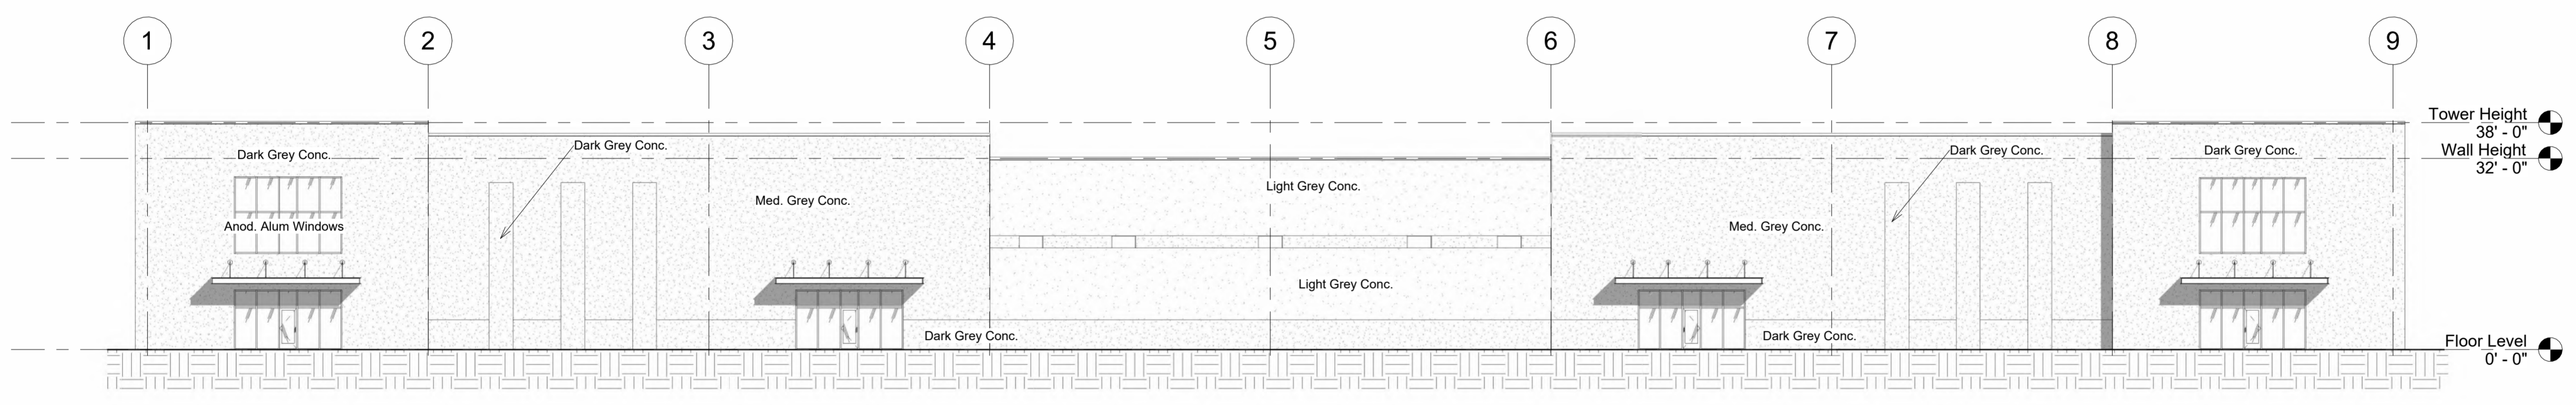 1 2 3 4 5 6 7 8 9
Tower Height
38' - 0"
Dark Grey Conc.
Dark Grey Conc.
Dark Grey Conc.
Dark Grey Conc.
Wall Height
32' - 0"
Light Grey Conc.
Med. Grey Conc.
Anod. Alum Windows
Med. Grey Conc.
Light Grey Conc.
Dark Grey Conc.
Dark Grey Conc.
Floor Level
0' - 0"